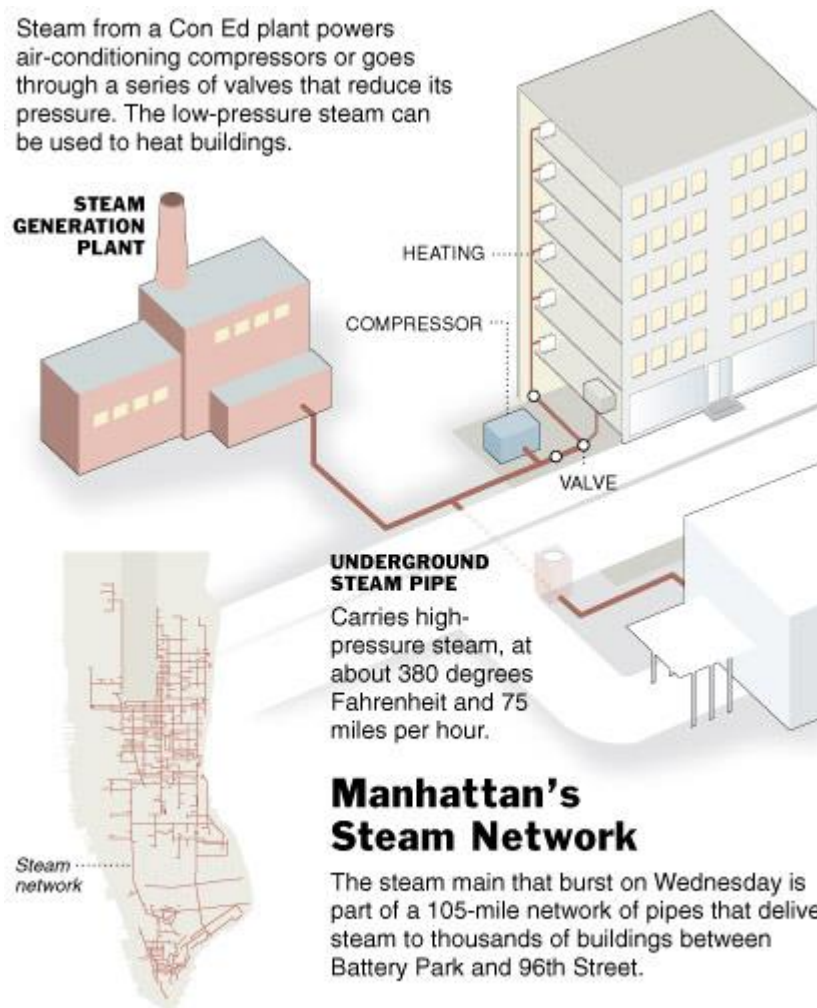 Steam from a Con Ed plant powers
air-conditioning compressors or goes
through a series of valves that reduce its
pressure. The low-pressure steam can
be used to heat buildings.
STEAM
GENERATION
PLANT
HEATING
COMPRESSOR
VALVE
UNDERGROUND
STEAM PIPE
Carries high-
pressure steam, at
about 380 degrees
Fahrenheit and 75
miles per hour.
Manhattan's
Steam Network
Steam
network
The steam main that burst on Wednesday is
part of a 105-mile network of pipes that delive
steam to thousands of buildings between
Battery Park and 96th Street.